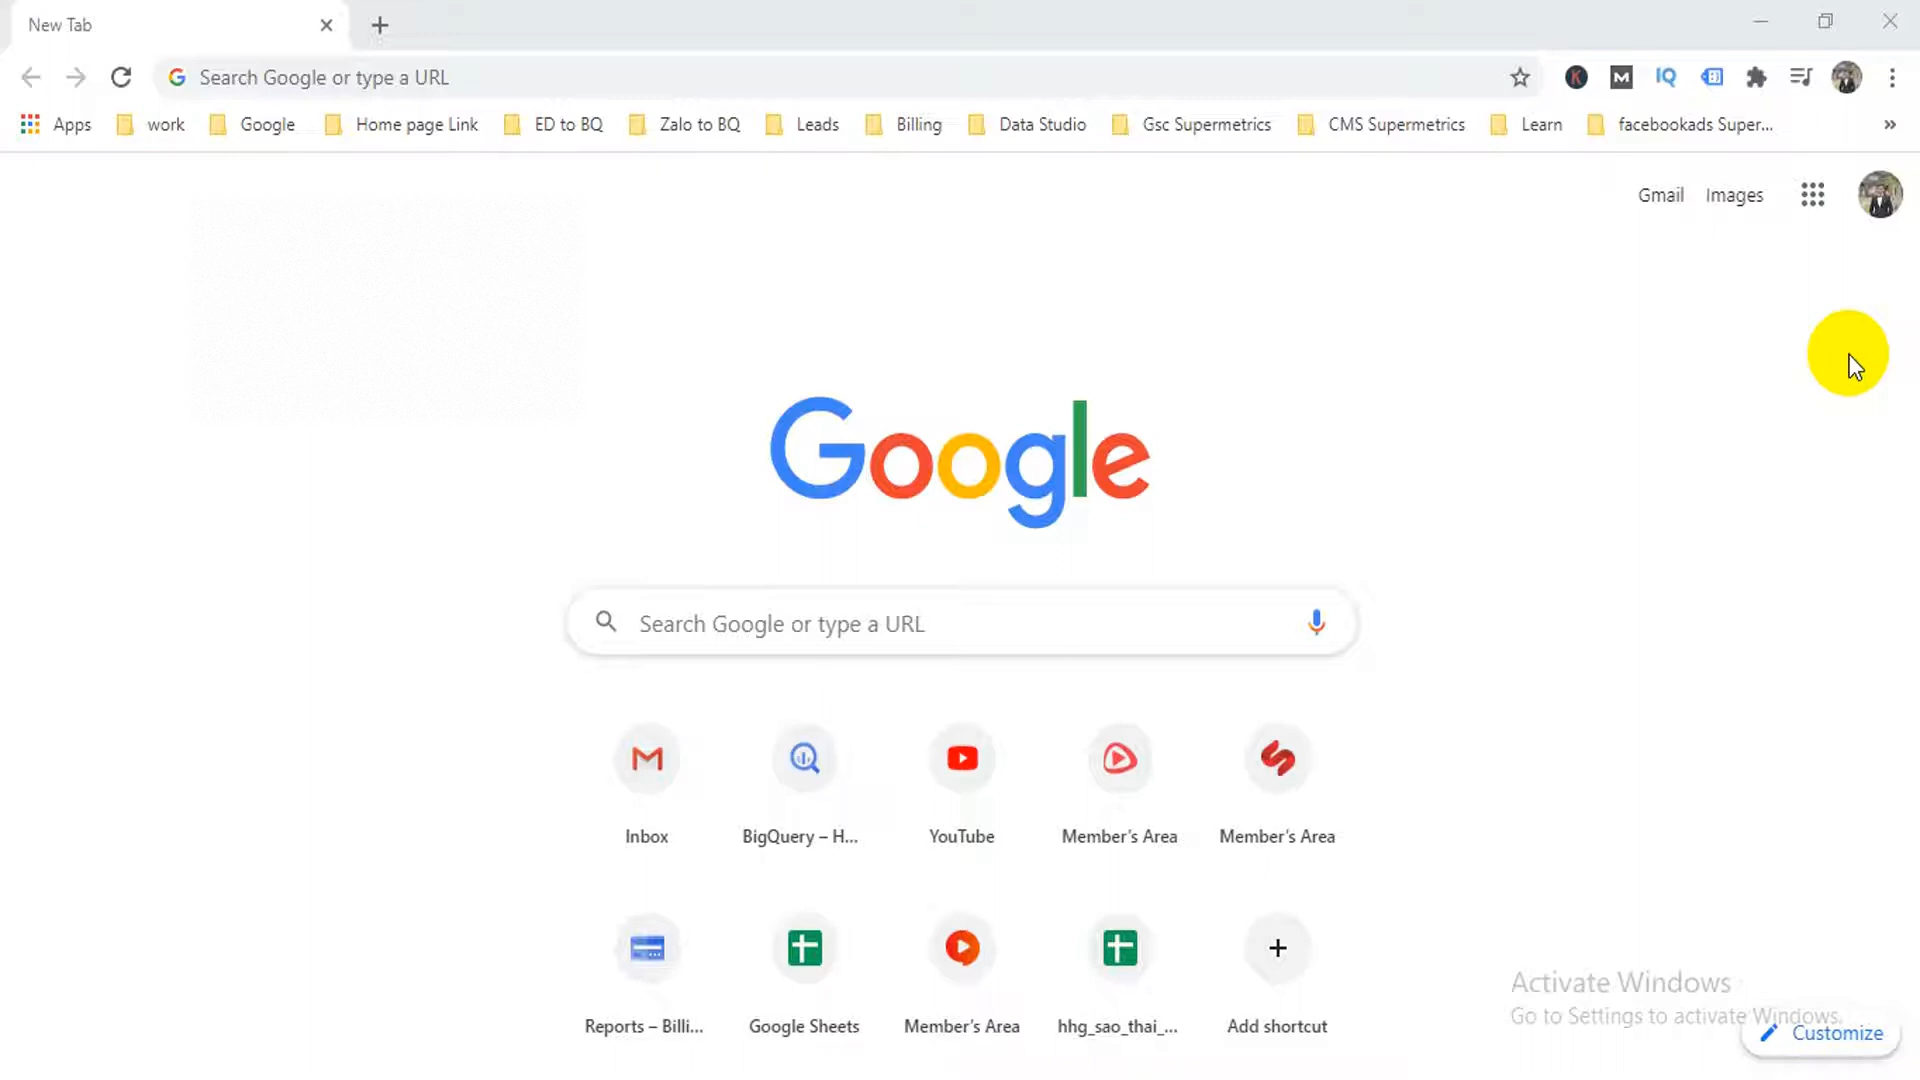 New Tab
Search Google or type a URL
Apps work Google Home page Link ED to BQ Zalo to BQ Leads Billing Data Studio Gsc Supermetrics CMS Supermetrics Learn facebookads Super... »
K M IQ
Gmail Images
Google
Search Google or type a URL
Inbox BigQuery – H... YouTube Member's Area Member's Area
Reports – Billi... Google Sheets Member's Area hhg_sao_thai_... Add shortcut
Activate Windows
Go to Settings to activate Windows.
Customize